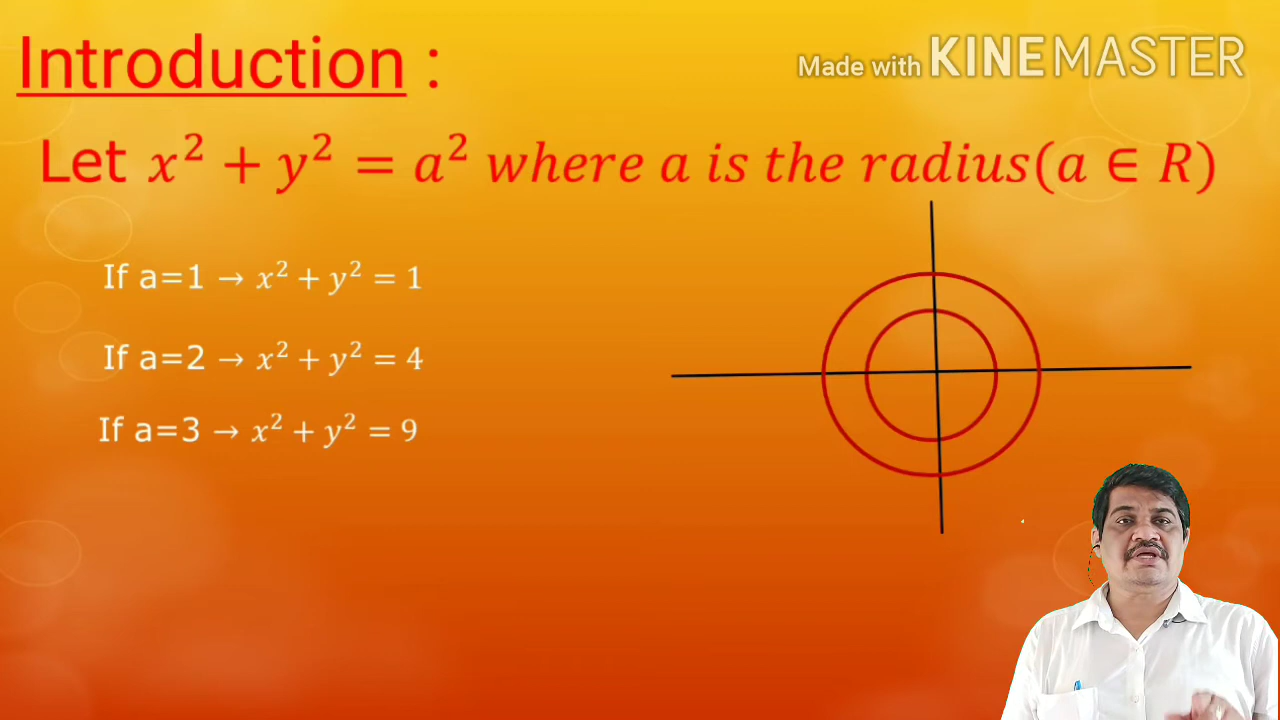 Introduction :
Made with KINEMASTER
Let x² + y² = a² where a is the radius(a ∈ R)
If a=1 → x² + y² = 1
If a=2 → x² + y² = 4
If a=3 → x² + y² = 9